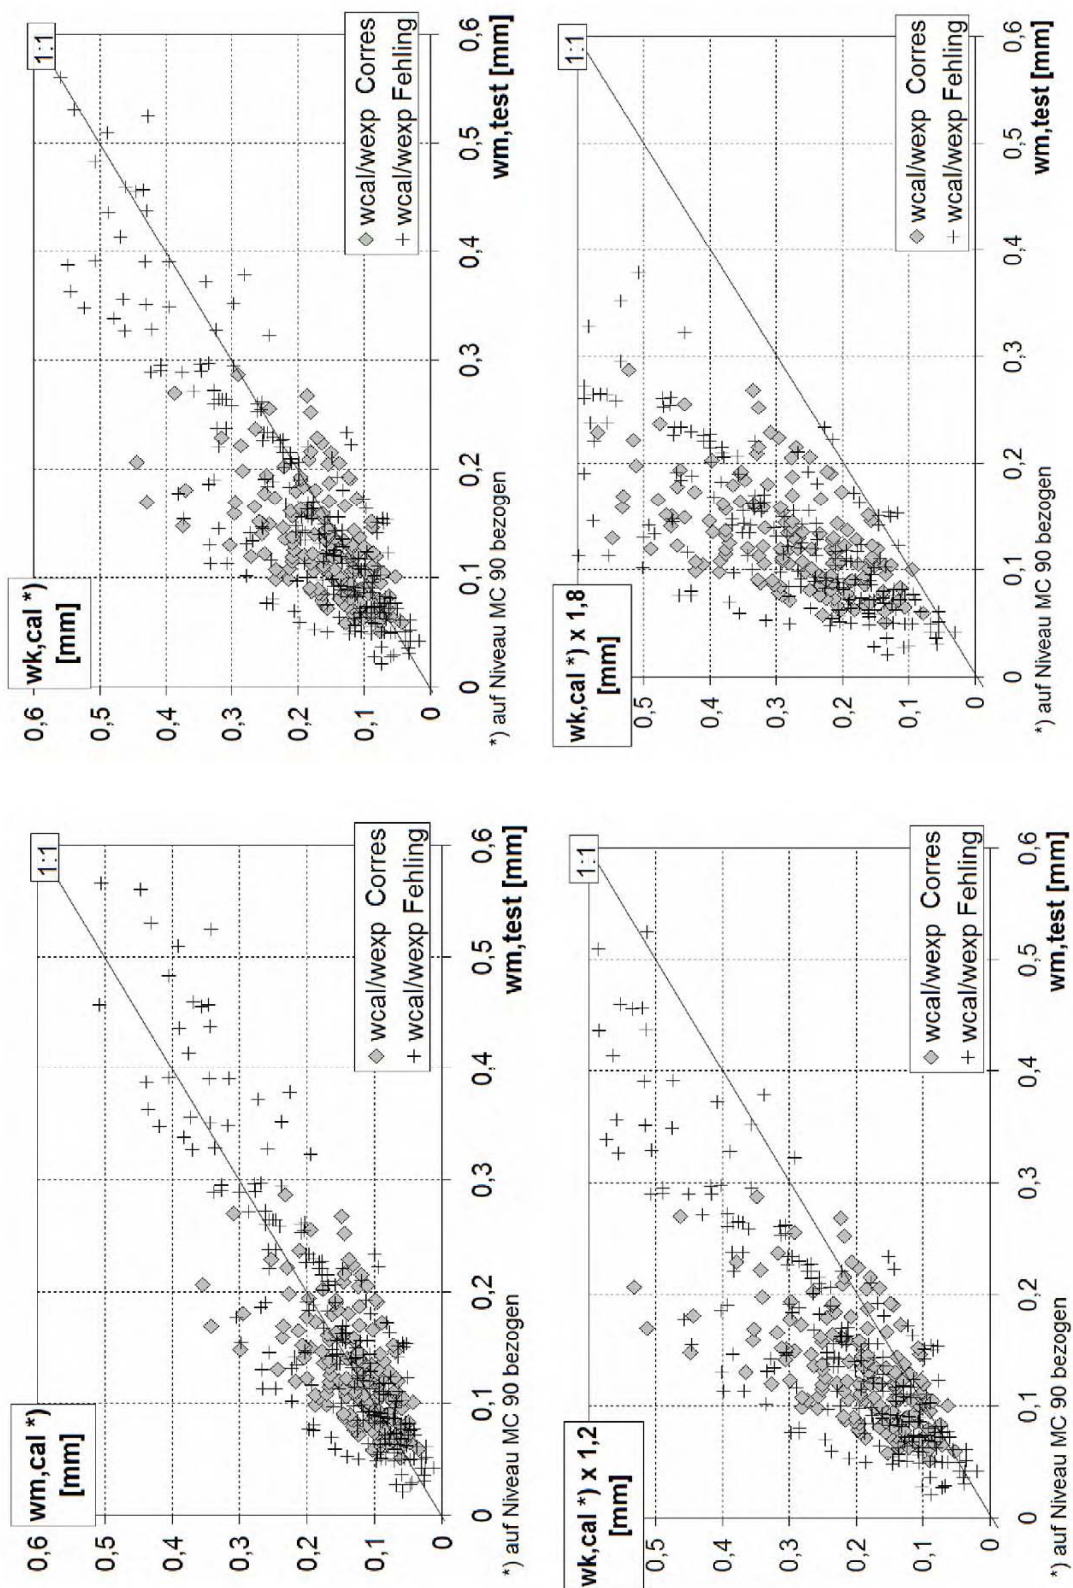 wm,cal *)
[mm]
1:1
0,6
0,5
0,4
0,3
0,2
0,1
0
wcal/wexp Corres
wcal/wexp Fehling
0 0,1 0,2 0,3 0,4 0,5 0,6
wm,test [mm]
*) auf Niveau MC 90 bezogen
wk,cal *)
[mm]
1:1
0,6
0,5
0,4
0,3
0,2
0,1
0
wcal/wexp Corres
wcal/wexp Fehling
0 0,1 0,2 0,3 0,4 0,5 0,6
wm,test [mm]
*) auf Niveau MC 90 bezogen
wk,cal *) x 1,2
[mm]
1:1
0,5
0,4
0,3
0,2
0,1
0
wcal/wexp Corres
wcal/wexp Fehling
0 0,1 0,2 0,3 0,4 0,5 0,6
wm,test [mm]
*) auf Niveau MC 90 bezogen
wk,cal *) x 1,8
[mm]
1:1
0,5
0,4
0,3
0,2
0,1
0
wcal/wexp Corres
wcal/wexp Fehling
0 0,1 0,2 0,3 0,4 0,5 0,6
wm,test [mm]
*) auf Niveau MC 90 bezogen